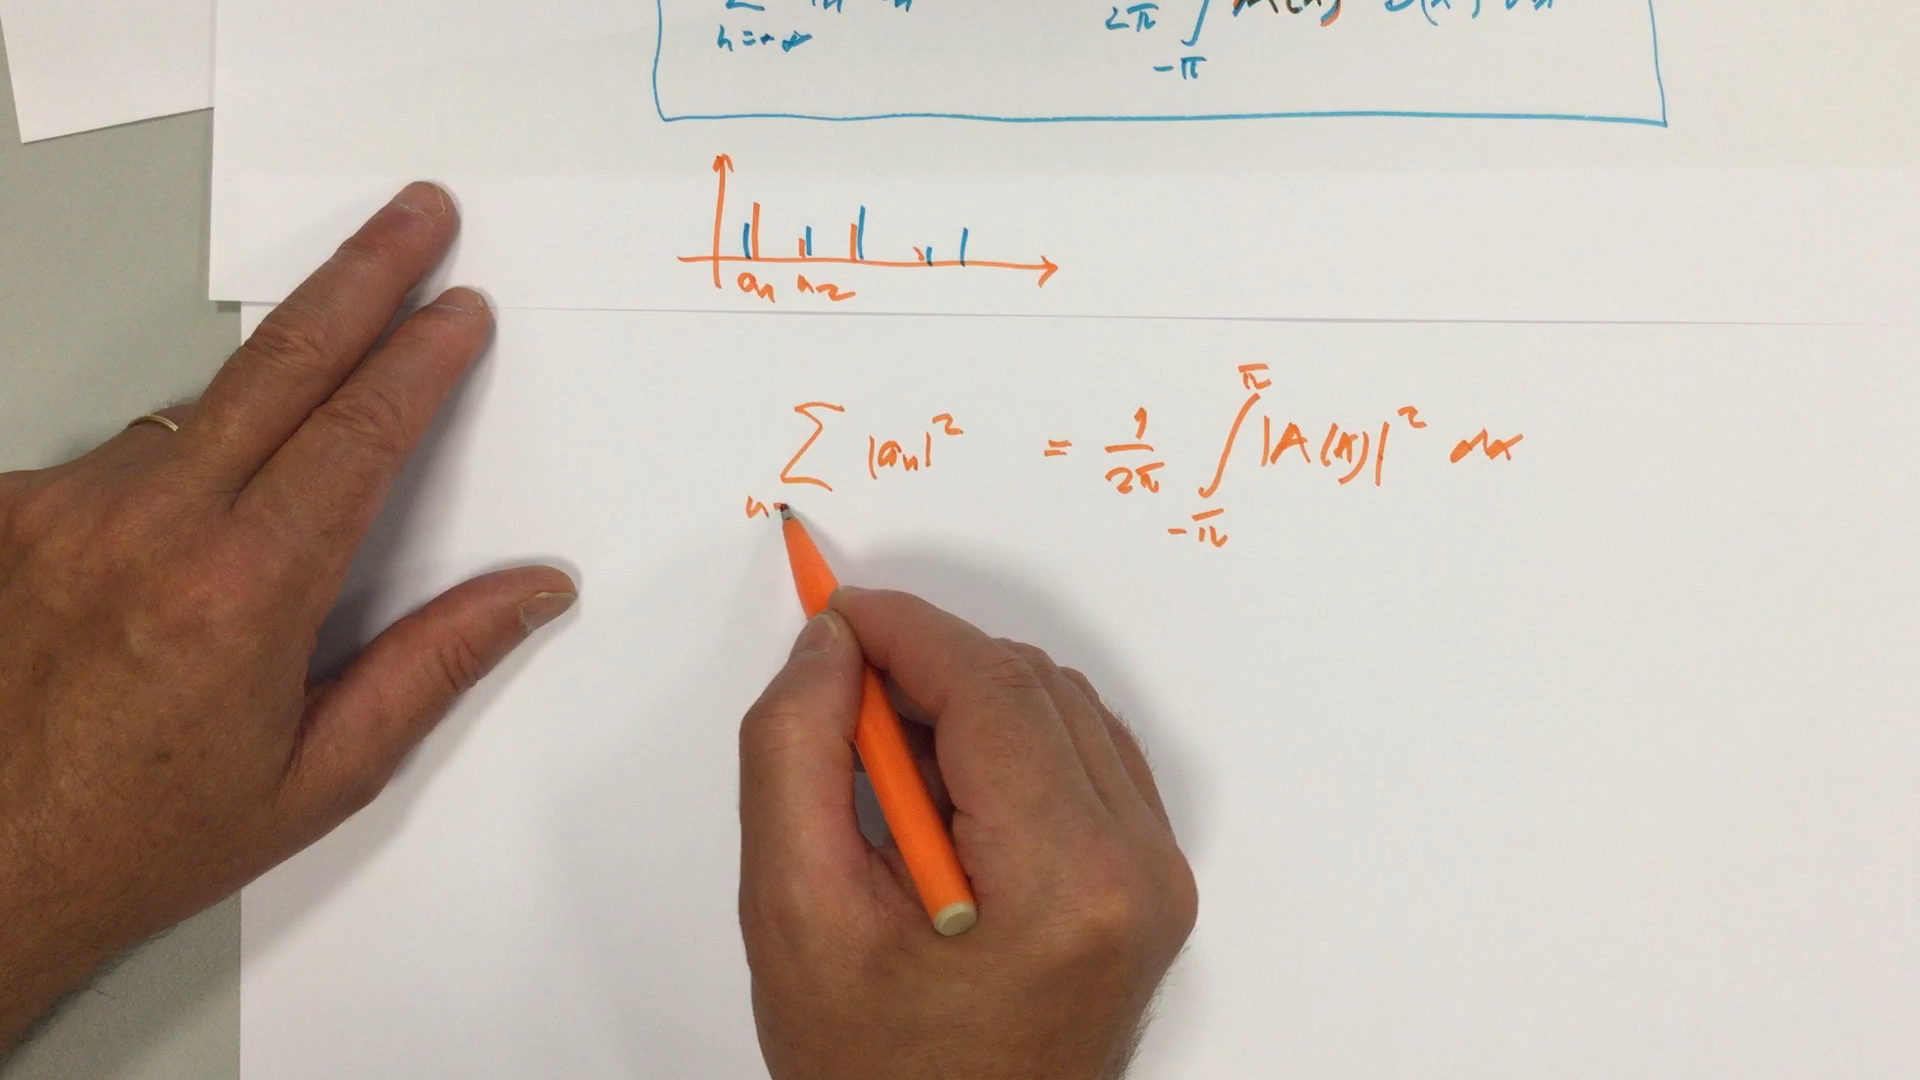 2π ∫
n=-∞
-π
a₁ a₂
π
∑ |aₙ|² = 1/2π ∫ |A(x)|² dx
n=
-π